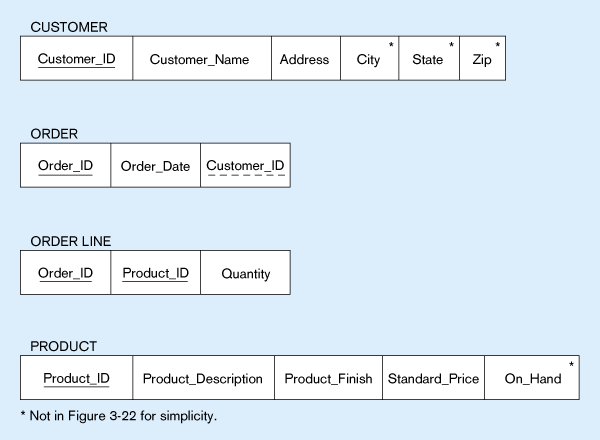 CUSTOMER
Customer_ID Customer_Name Address City * State * Zip *
ORDER
Order_ID Order_Date Customer_ID
ORDER LINE
Order_ID Product_ID Quantity
PRODUCT
Product_ID Product_Description Product_Finish Standard_Price On_Hand *
* Not in Figure 3-22 for simplicity.